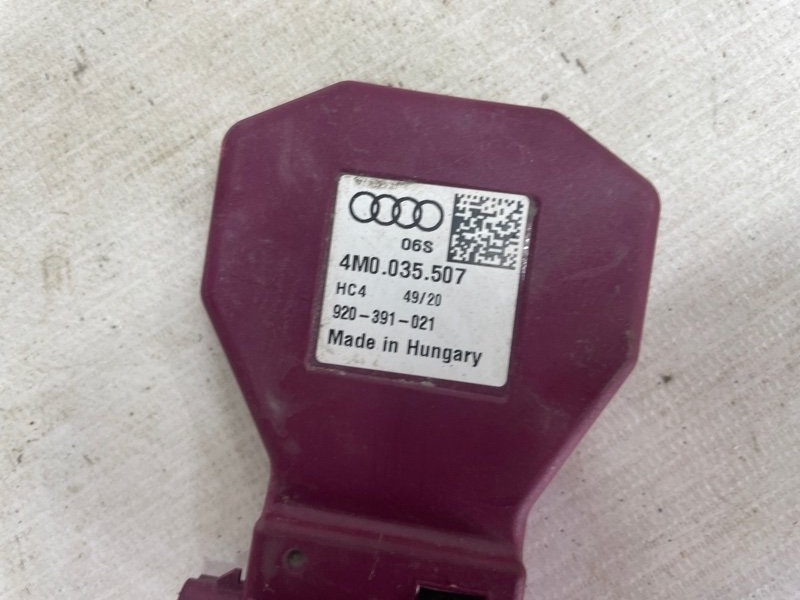 06S
4M0.035.507
HC4 49/20
920-391-021
Made in Hungary